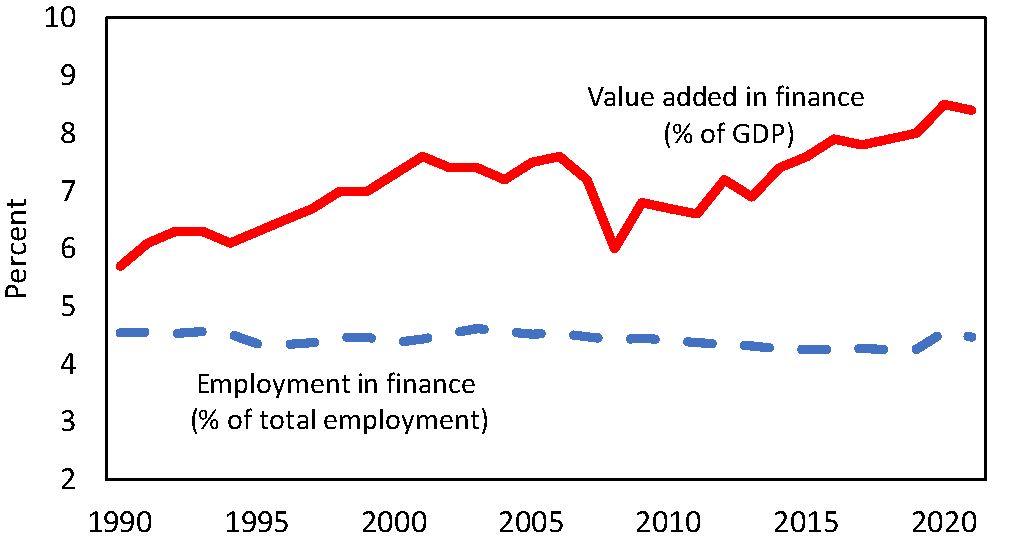 10
9
Value added in finance
(% of GDP)
8
7
6
5
4
Employment in finance
(% of total employment)
3
2
Percent
1990 1995 2000 2005 2010 2015 2020